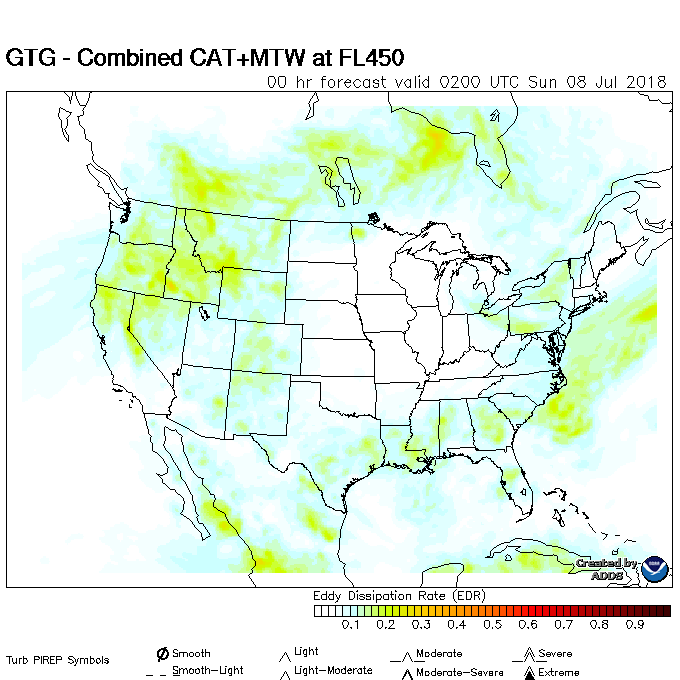 GTG - Combined CAT+MTW at FL450
00 hr forecast valid 0200 UTC Sun 08 Jul 2018
Created by
ADDS
Eddy Dissipation Rate (EDR)
0.1 0.2 0.3 0.4 0.5 0.6 0.7 0.8 0.9
Turb PIREP Symbols
Smooth Light Moderate Severe
Smooth-Light Light-Moderate Moderate-Severe Extreme